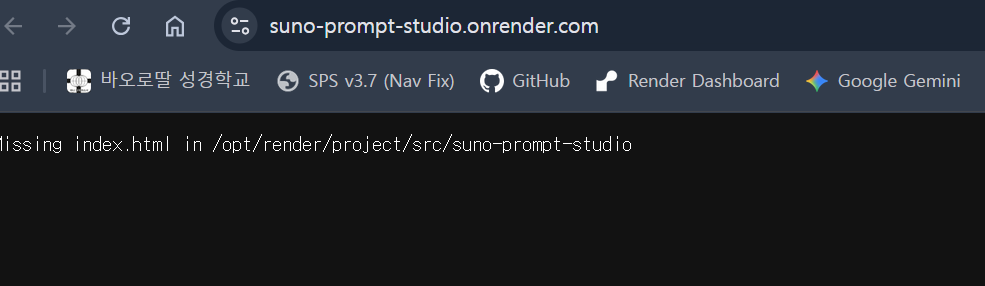 suno-prompt-studio.onrender.com
바오로딸 성경학교 SPS v3.7 (Nav Fix) GitHub Render Dashboard Google Gemini
Missing index.html in /opt/render/project/src/suno-prompt-studio